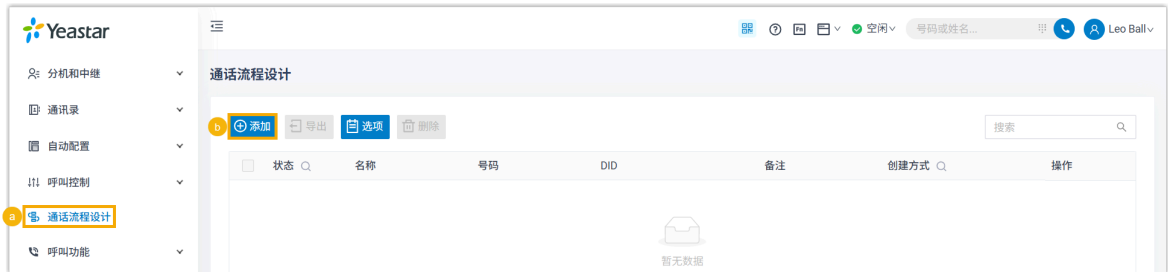 Yeastar
Fn
空闲
号码或姓名...
Leo Ball
分机和中继
通讯录
自动配置
呼叫控制
a
通话流程设计
呼叫功能
通话流程设计
b
添加
导出
选项
删除
搜索
状态 名称 号码 DID 备注 创建方式 操作
暂无数据